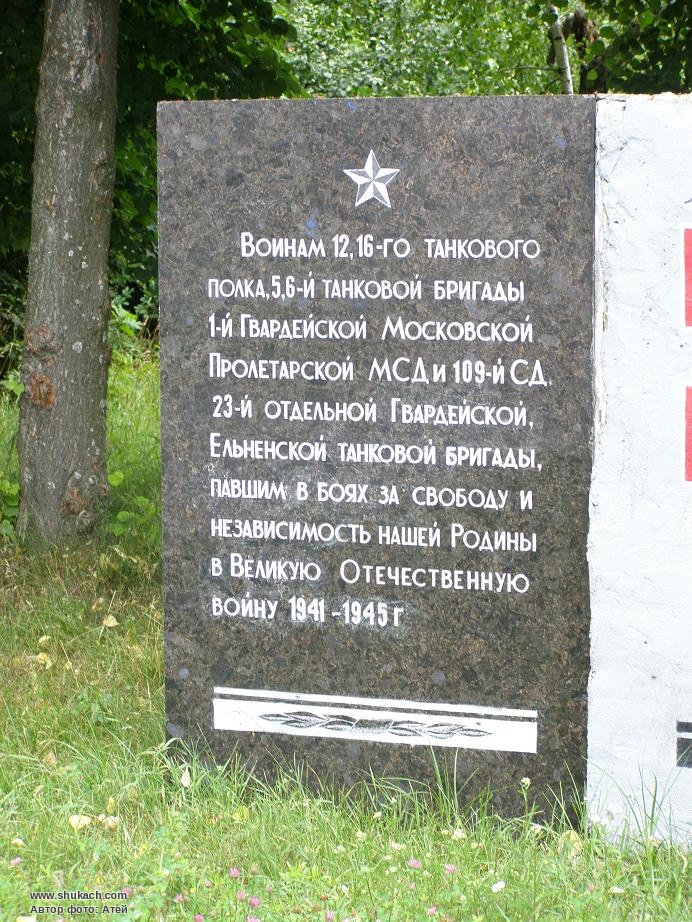 Воинам 12,16-го танкового
полка,5,6-й танковой бригады
1-й Гвардейской Московской
Пролетарской МСД и 109-й СД,
23-й отдельной Гвардейской,
Ельненской танковой бригады,
павшим в боях за свободу и
независимость нашей Родины
в Великую Отечественную
войну 1941-1945 г
www.shukach.com
Автор фото: Атей